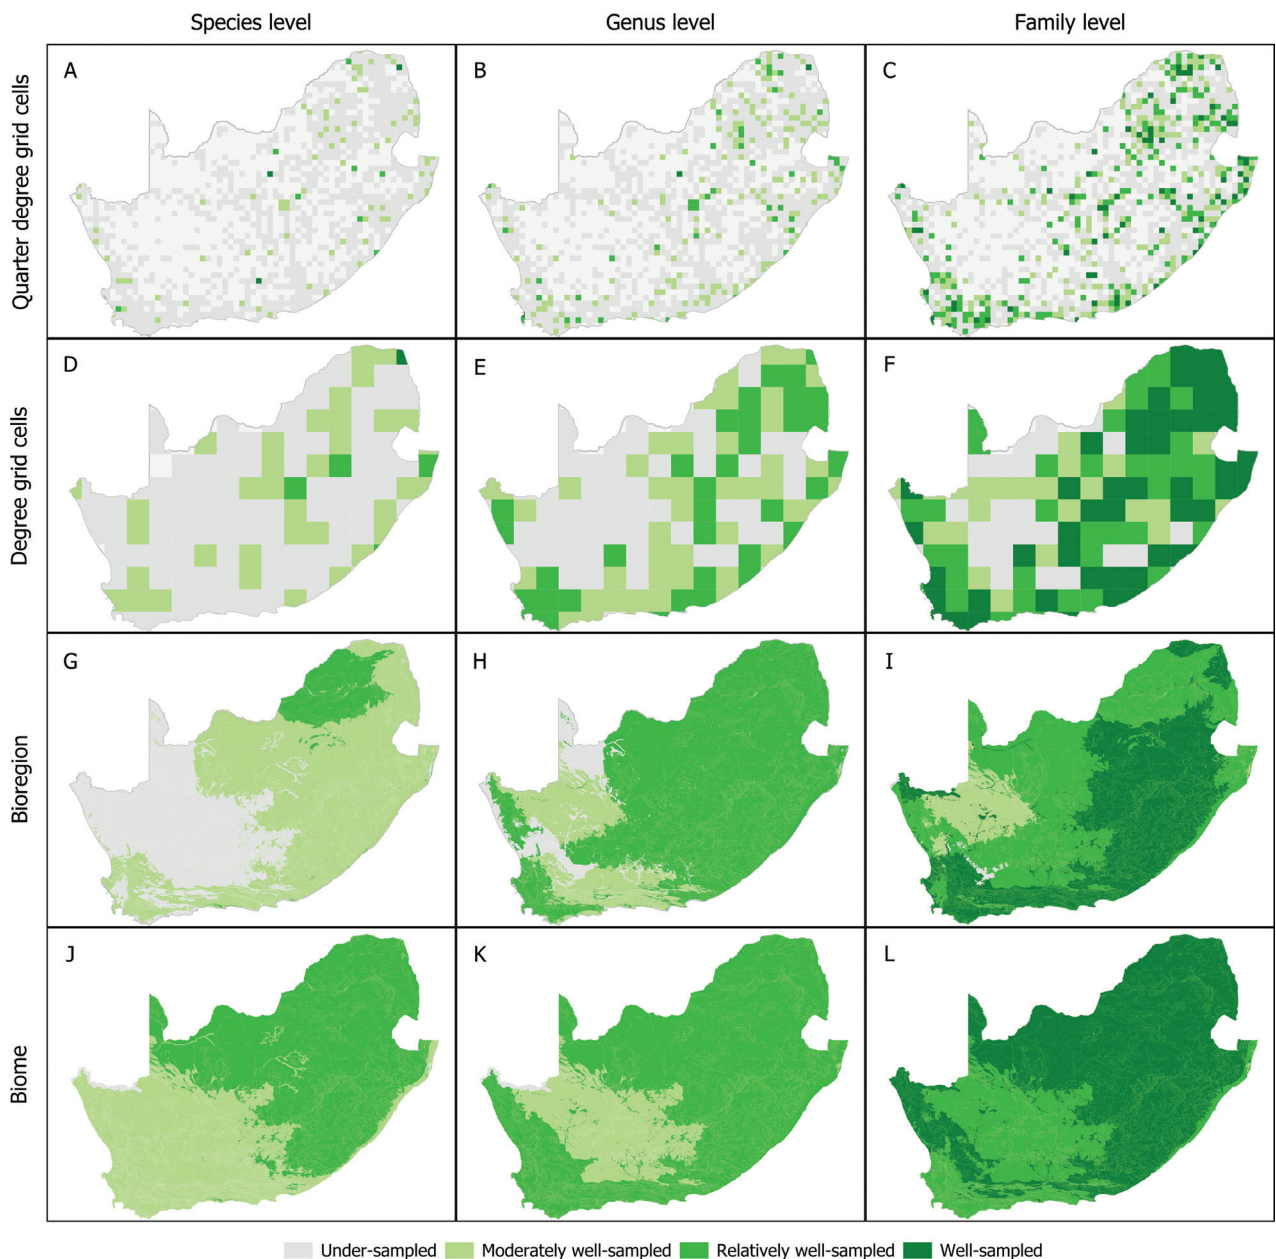 Species level Genus level Family level
Quarter degree grid cells
A B C
Degree grid cells
D E F
Bioregion
G H I
Biome
J K L
Under-sampled Moderately well-sampled Relatively well-sampled Well-sampled